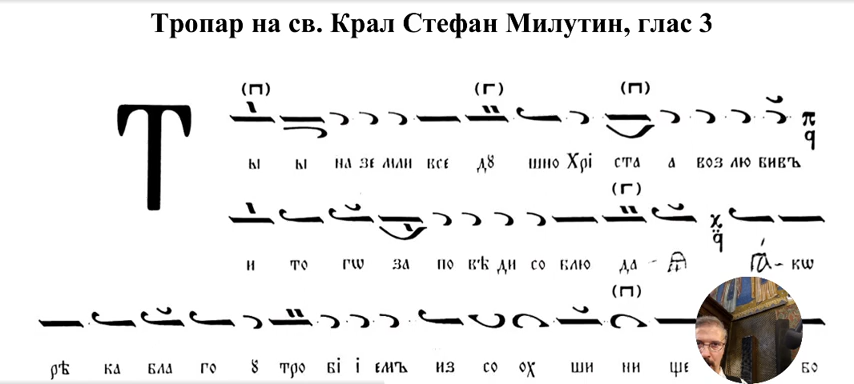 Тропар на св. Крал Стефан Милутин, глас 3
(П) (Г) (П)
Т ы ы на зе мли все дꙋ шно Хрі ста а воз лю бивъ
(Г)
и то гѡ за по вѣ ди со блю да - ѧ ꙗ́ - кѡ
(П)
рѣ ка бла го ꙋ тро бі і емъ из со ох ши ни ще бо